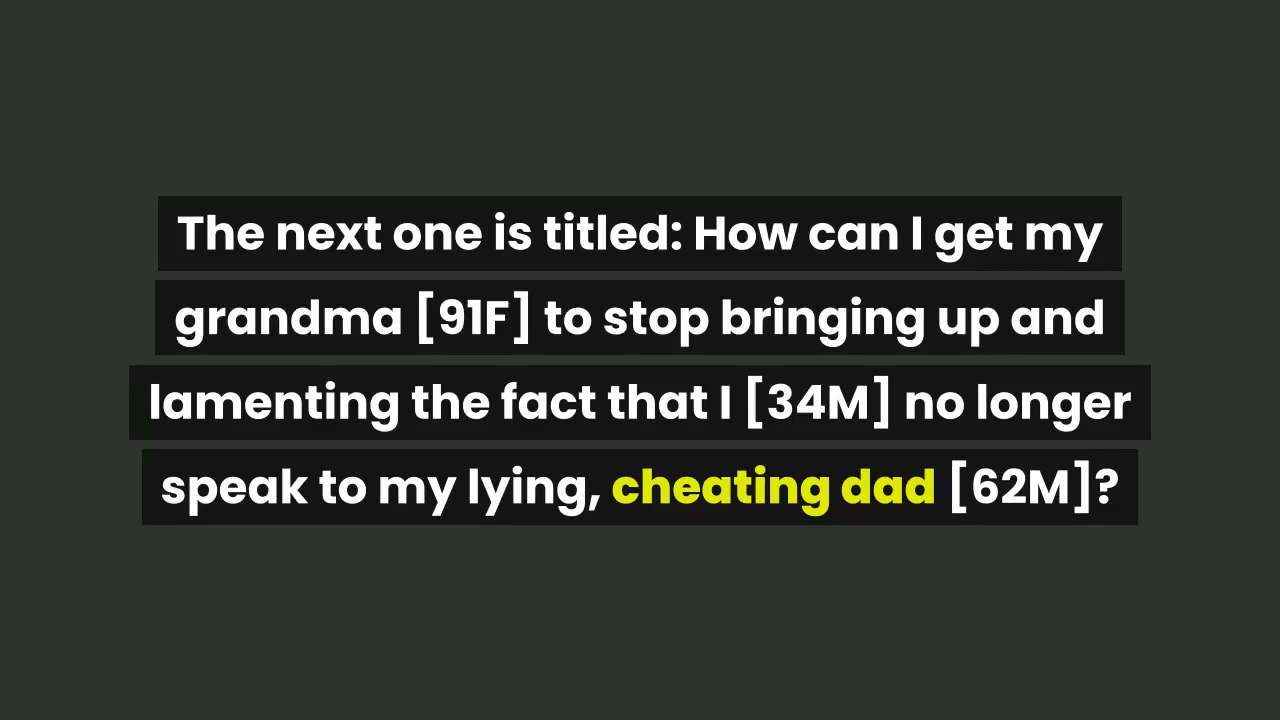 The next one is titled: How can I get my
grandma [91F] to stop bringing up and
lamenting the fact that I [34M] no longer
speak to my lying, cheating dad [62M]?